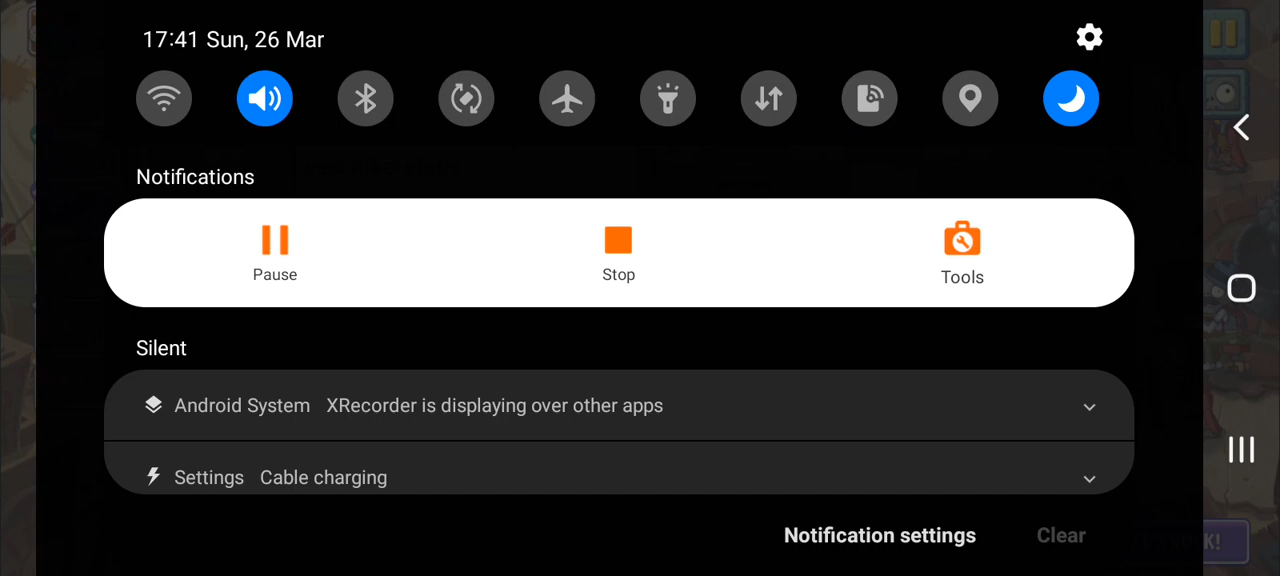 17:41 Sun, 26 Mar
Notifications
Pause
Stop
Tools
Silent
Android System XRecorder is displaying over other apps
Settings Cable charging
Notification settings
Clear